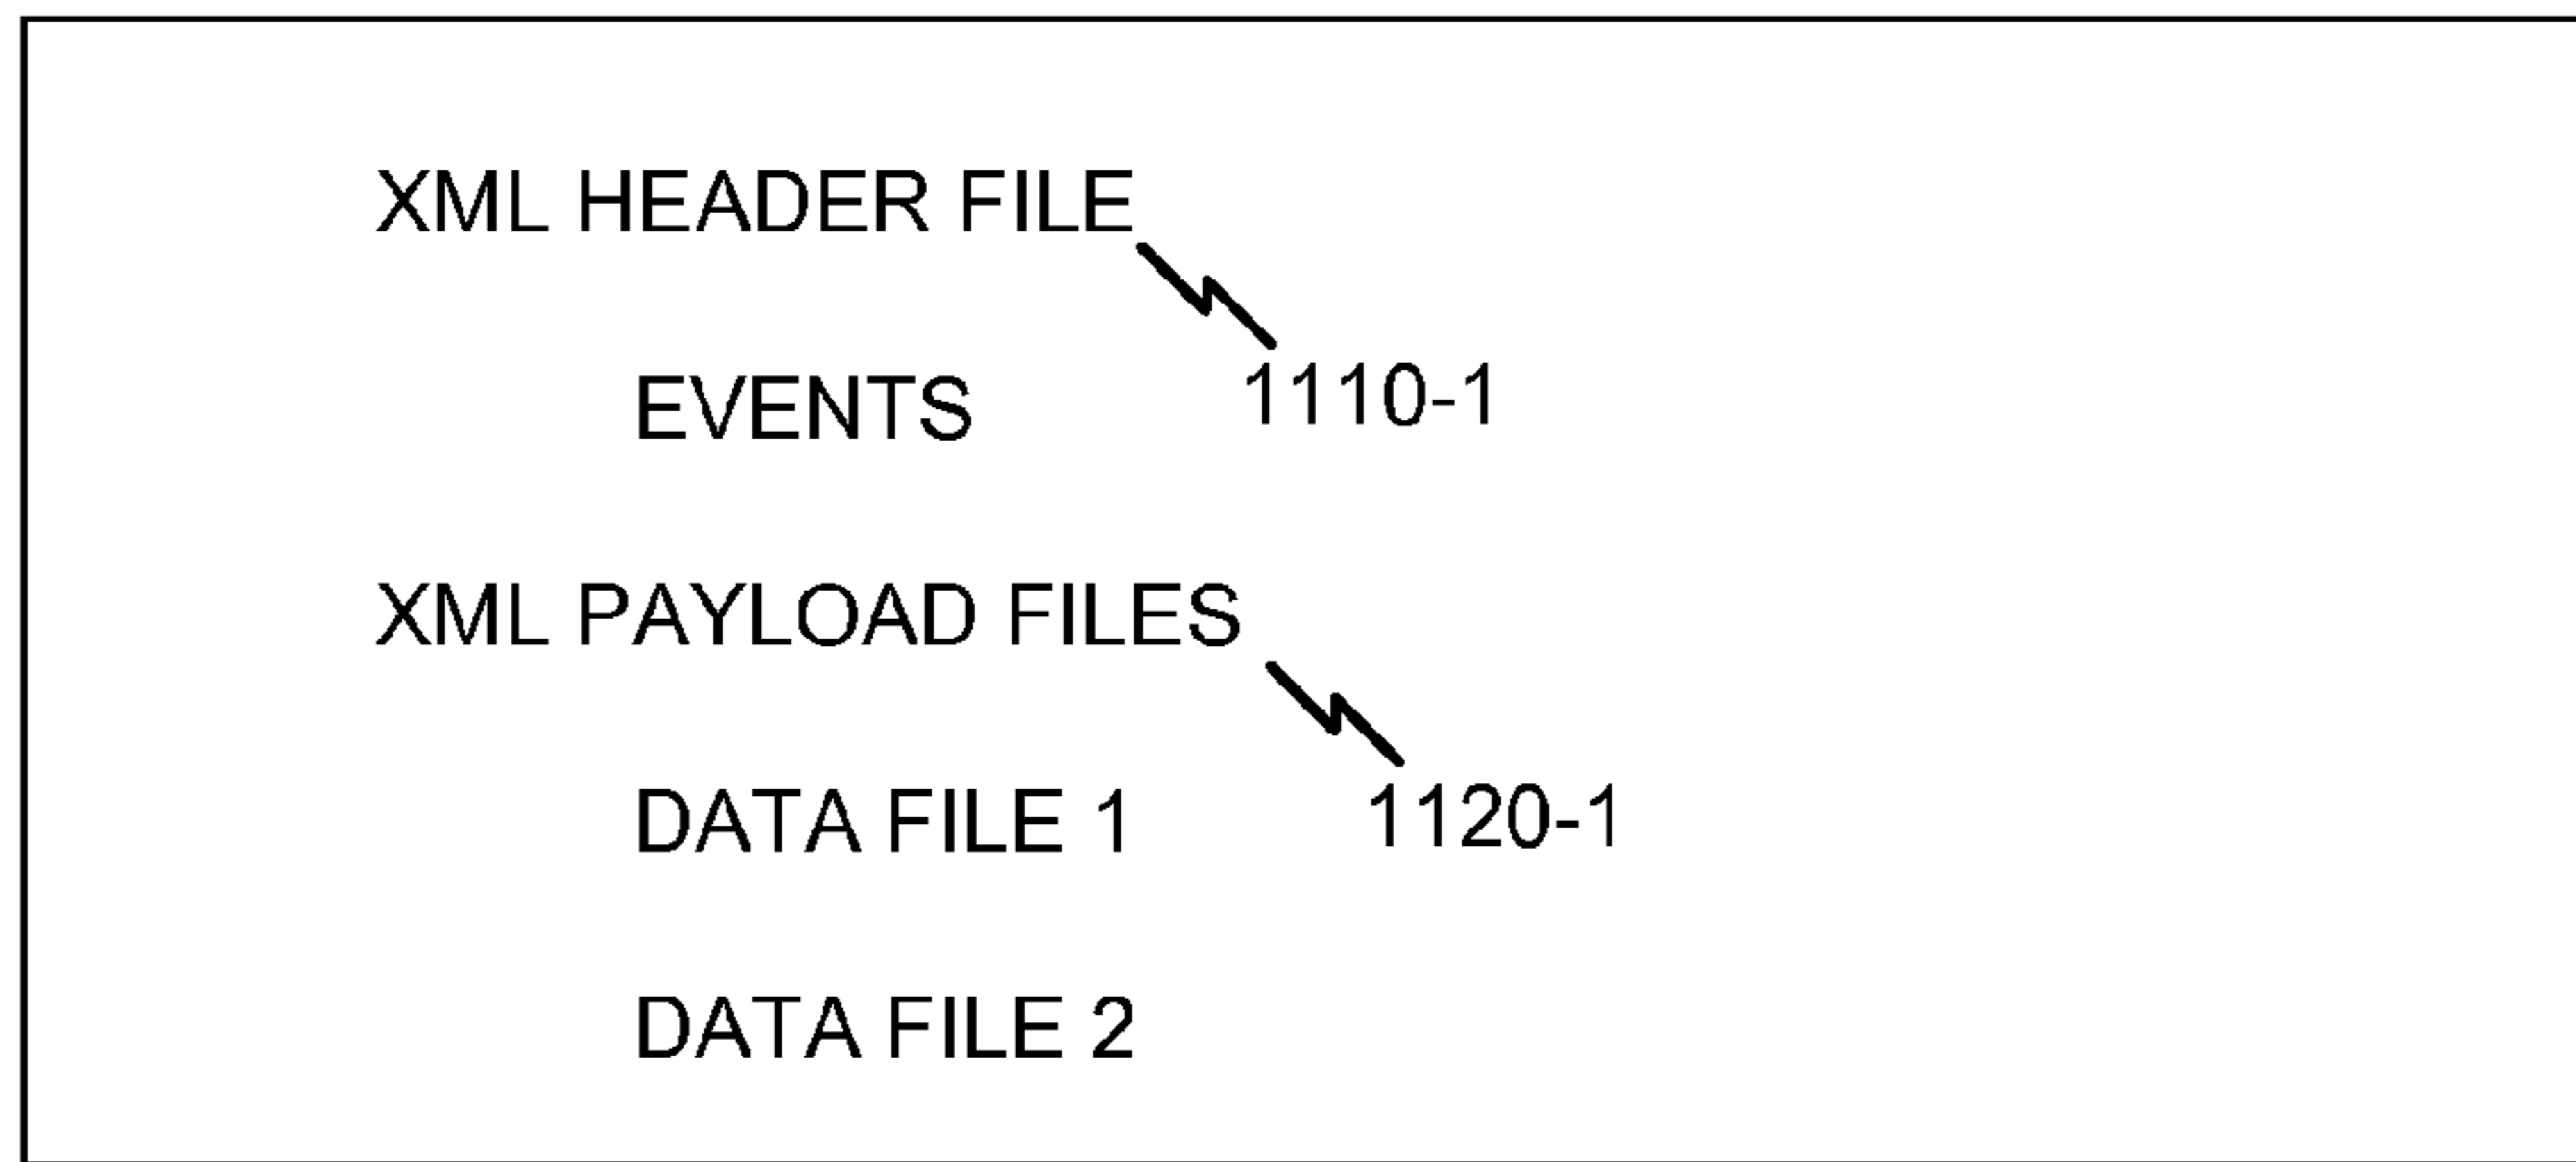 XML HEADER FILE
EVENTS
1110-1
XML PAYLOAD FILES
DATA FILE 1
1120-1
DATA FILE 2